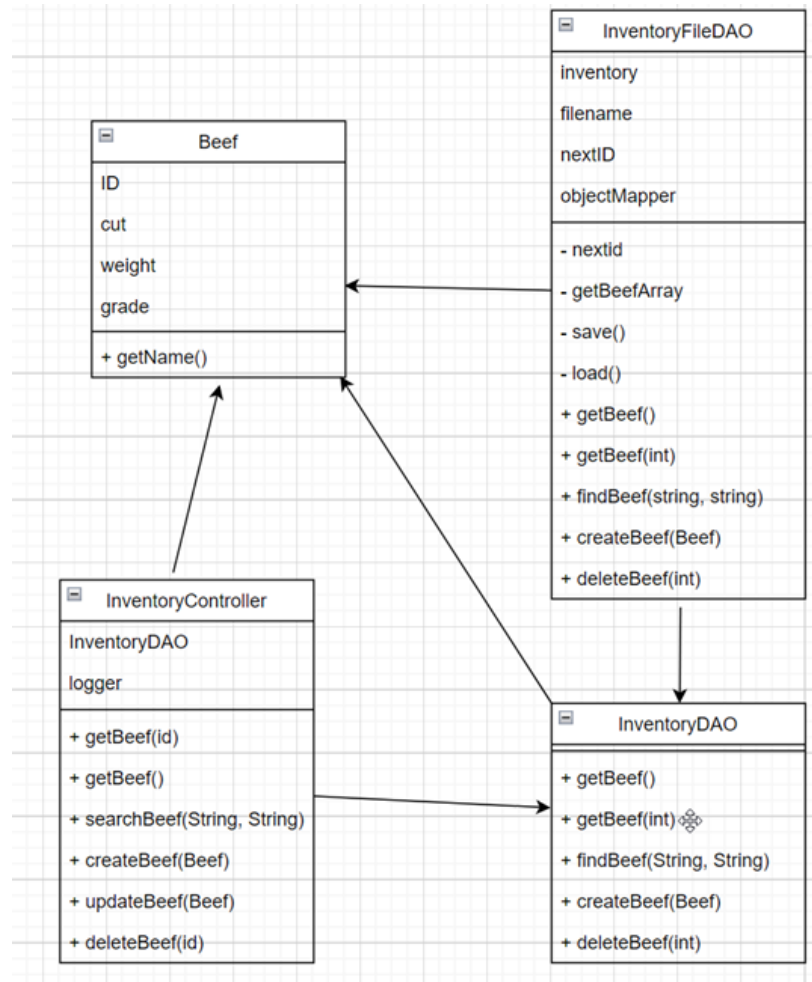 InventoryFileDAO
inventory
filename
nextID
objectMapper
- nextid
- getBeefArray
- save()
- load()
+ getBeef()
+ getBeef(int)
+ findBeef(string, string)
+ createBeef(Beef)
+ deleteBeef(int)
Beef
ID
cut
weight
grade
+ getName()
InventoryController
InventoryDAO
logger
+ getBeef(id)
+ getBeef()
+ searchBeef(String, String)
+ createBeef(Beef)
+ updateBeef(Beef)
+ deleteBeef(id)
InventoryDAO
+ getBeef()
+ getBeef(int)
+ findBeef(String, String)
+ createBeef(Beef)
+ deleteBeef(int)